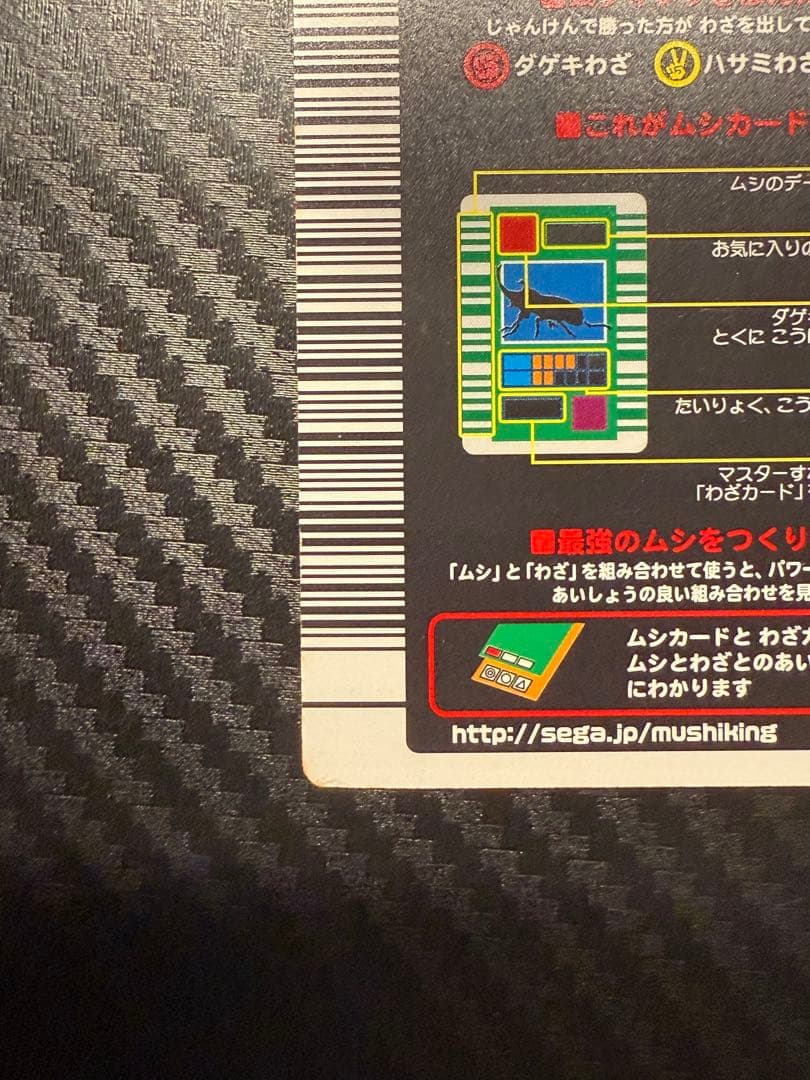 じゃんけんで勝った方が わざを出して
ダゲキわざ
ハサミわざ
これがムシカード
ムシのデー
お気に入りの
ダゲキ
とくに こうげ
たいりょく、こう
マスターす
「わざカード」
最強のムシをつくり
「ムシ」と「わざ」を組み合わせて使うと、パワー
あいしょうの良い組み合わせを見
ムシカードと わざカ
ムシとわざとのあい
にわかります
http://sega.jp/mushiking